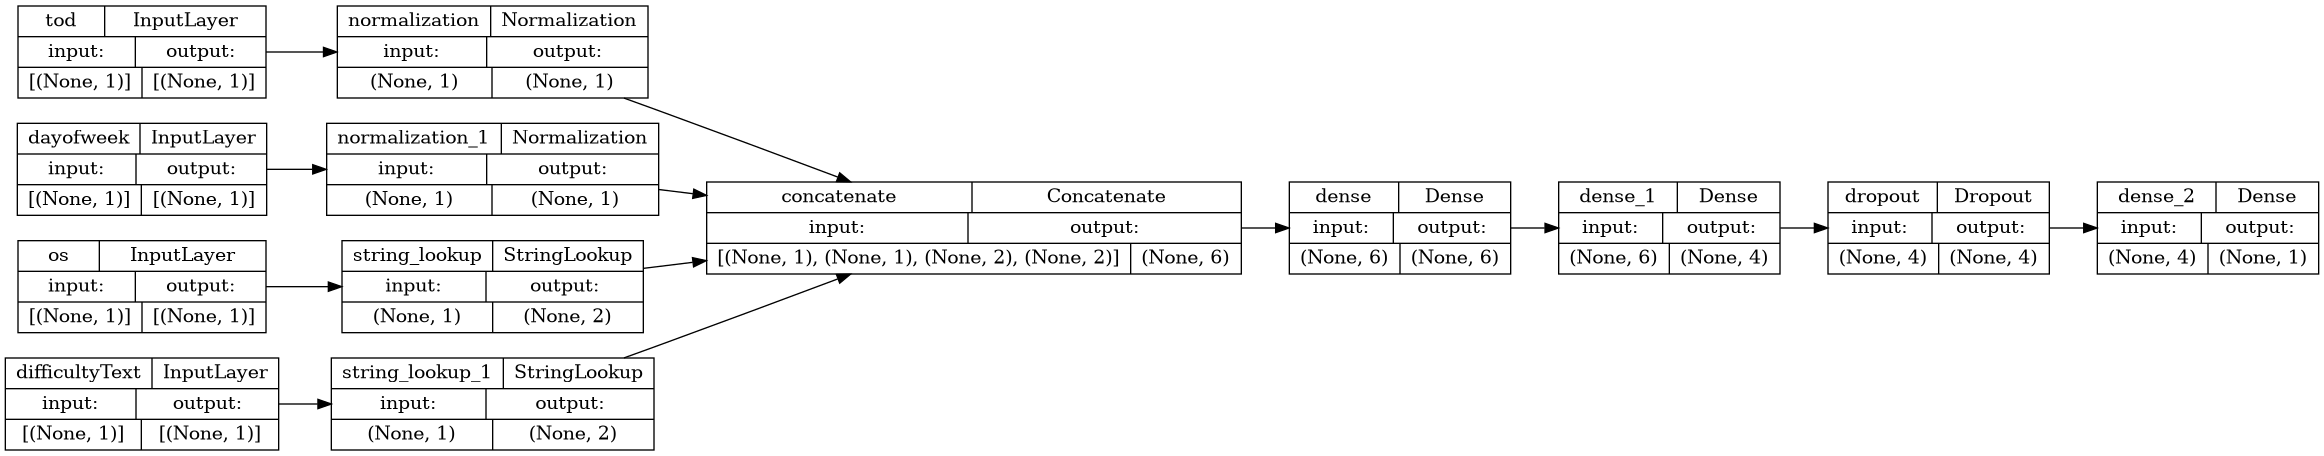 tod InputLayer
input: output:
[(None, 1)] [(None, 1)]
normalization Normalization
input: output:
(None, 1) (None, 1)
dayofweek InputLayer
input: output:
[(None, 1)] [(None, 1)]
normalization_1 Normalization
input: output:
(None, 1) (None, 1)
os InputLayer
input: output:
[(None, 1)] [(None, 1)]
string_lookup StringLookup
input: output:
(None, 1) (None, 2)
difficultyText InputLayer
input: output:
[(None, 1)] [(None, 1)]
string_lookup_1 StringLookup
input: output:
(None, 1) (None, 2)
concatenate Concatenate
input: output:
[(None, 1), (None, 1), (None, 2), (None, 2)] (None, 6)
dense Dense
input: output:
(None, 6) (None, 6)
dense_1 Dense
input: output:
(None, 6) (None, 4)
dropout Dropout
input: output:
(None, 4) (None, 4)
dense_2 Dense
input: output:
(None, 4) (None, 1)